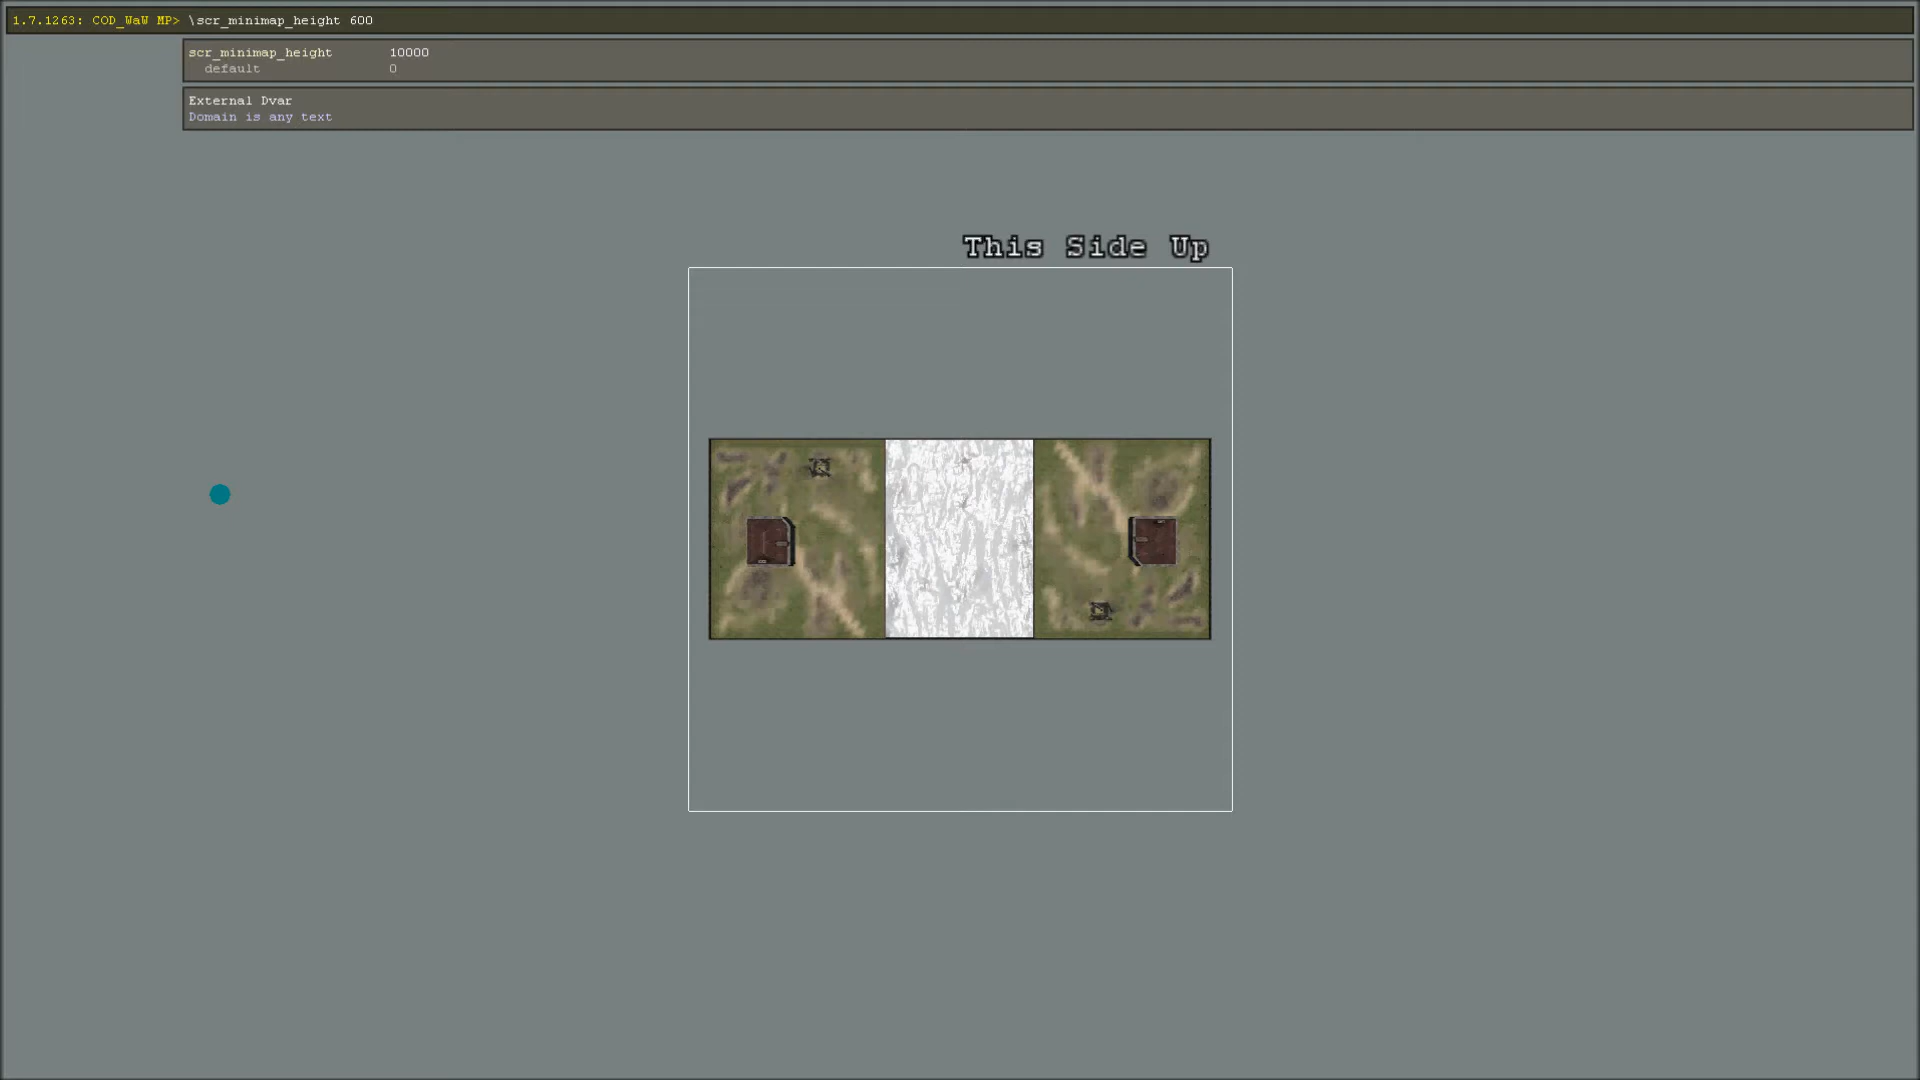 1.7.1263: COD_WaW MP> \scr_minimap_height 600
scr_minimap_height 10000
default 0
External Dvar
Domain is any text
This Side Up